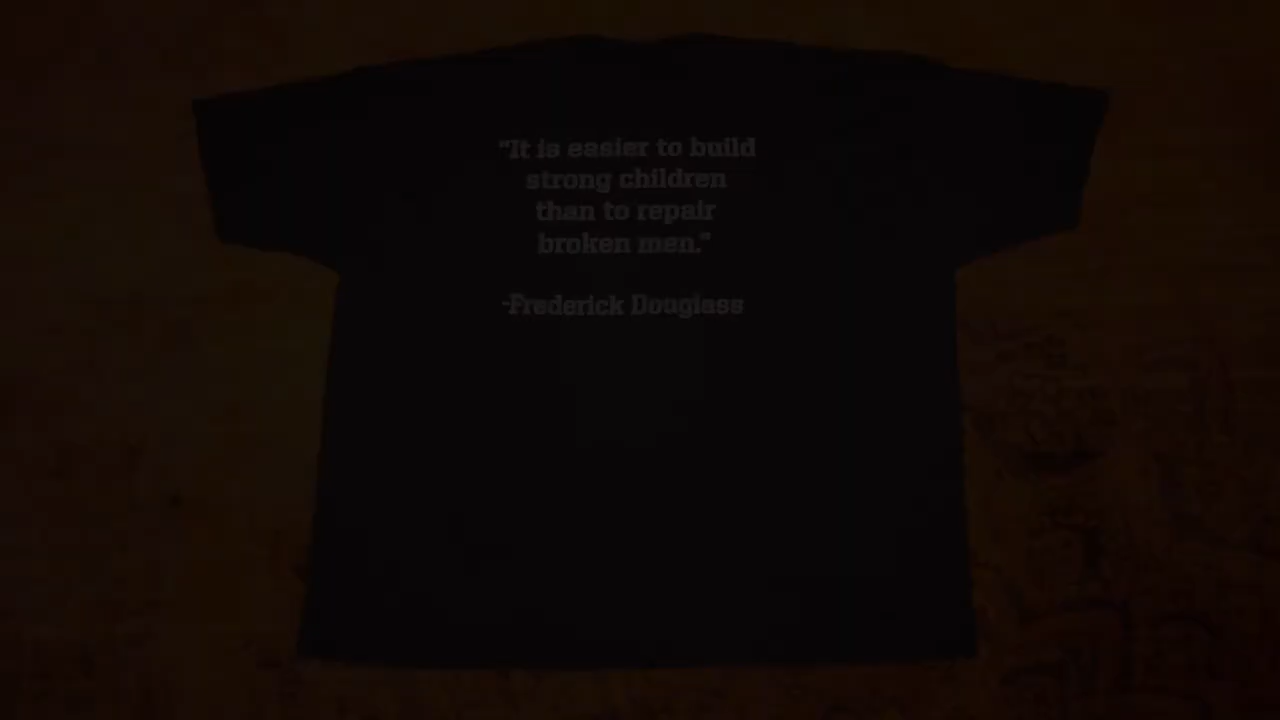 "It is easier to build
strong children
than to repair
broken men."
-Frederick Douglass